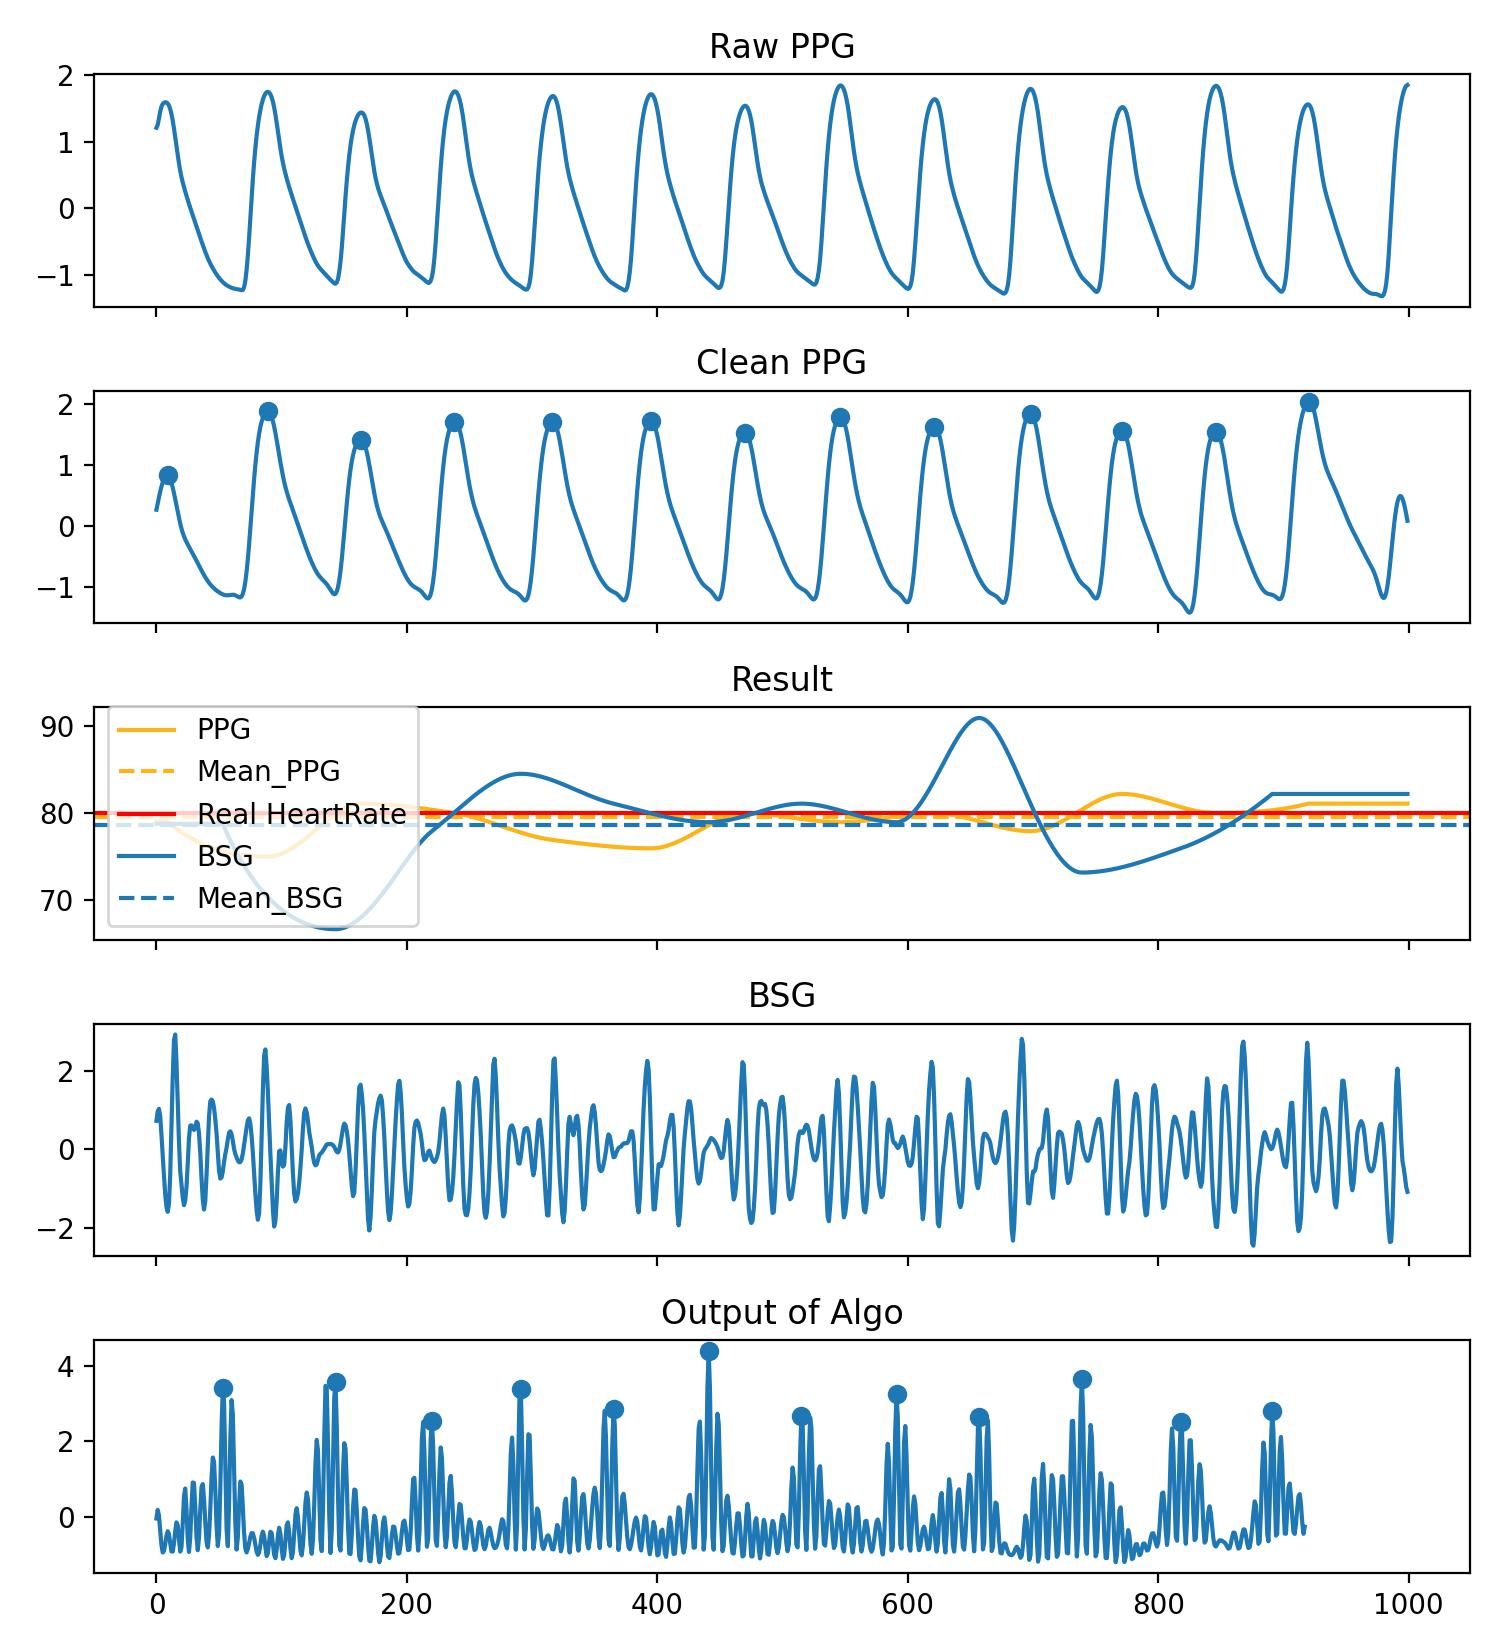 Raw PPG
2
1
0
−1
Clean PPG
2
1
0
−1
Result
90
80
70
PPG
Mean_PPG
Real HeartRate
BSG
Mean_BSG
BSG
2
0
−2
Output of Algo
4
2
0
0 200 400 600 800 1000